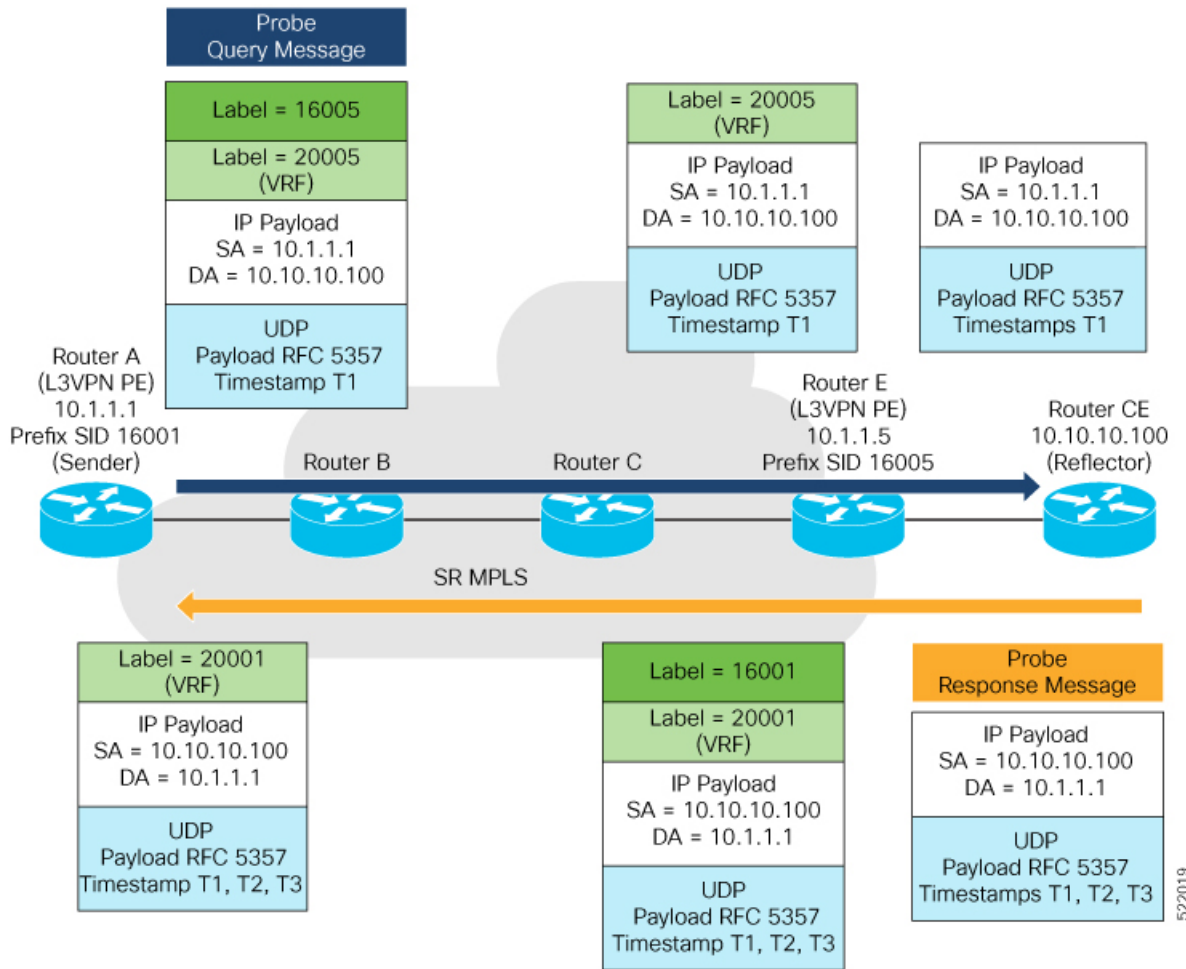 Probe
Query Message
Label = 16005
Label = 20005
(VRF)
IP Payload
SA = 10.1.1.1
DA = 10.10.10.100
UDP
Payload RFC 5357
Timestamp T1
Label = 20005
(VRF)
IP Payload
SA = 10.1.1.1
DA = 10.10.10.100
UDP
Payload RFC 5357
Timestamp T1
IP Payload
SA = 10.1.1.1
DA = 10.10.10.100
UDP
Payload RFC 5357
Timestamps T1
Router A
(L3VPN PE)
10.1.1.1
Prefix SID 16001
(Sender)
Router B
Router C
Router E
(L3VPN PE)
10.1.1.5
Prefix SID 16005
Router CE
10.10.10.100
(Reflector)
SR MPLS
Label = 20001
(VRF)
IP Payload
SA = 10.10.10.100
DA = 10.1.1.1
UDP
Payload RFC 5357
Timestamp T1, T2, T3
Label = 16001
Label = 20001
(VRF)
IP Payload
SA = 10.10.10.100
DA = 10.1.1.1
UDP
Payload RFC 5357
Timestamp T1, T2, T3
Probe
Response Message
IP Payload
SA = 10.10.10.100
DA = 10.1.1.1
UDP
Payload RFC 5357
Timestamps T1, T2, T3
522019